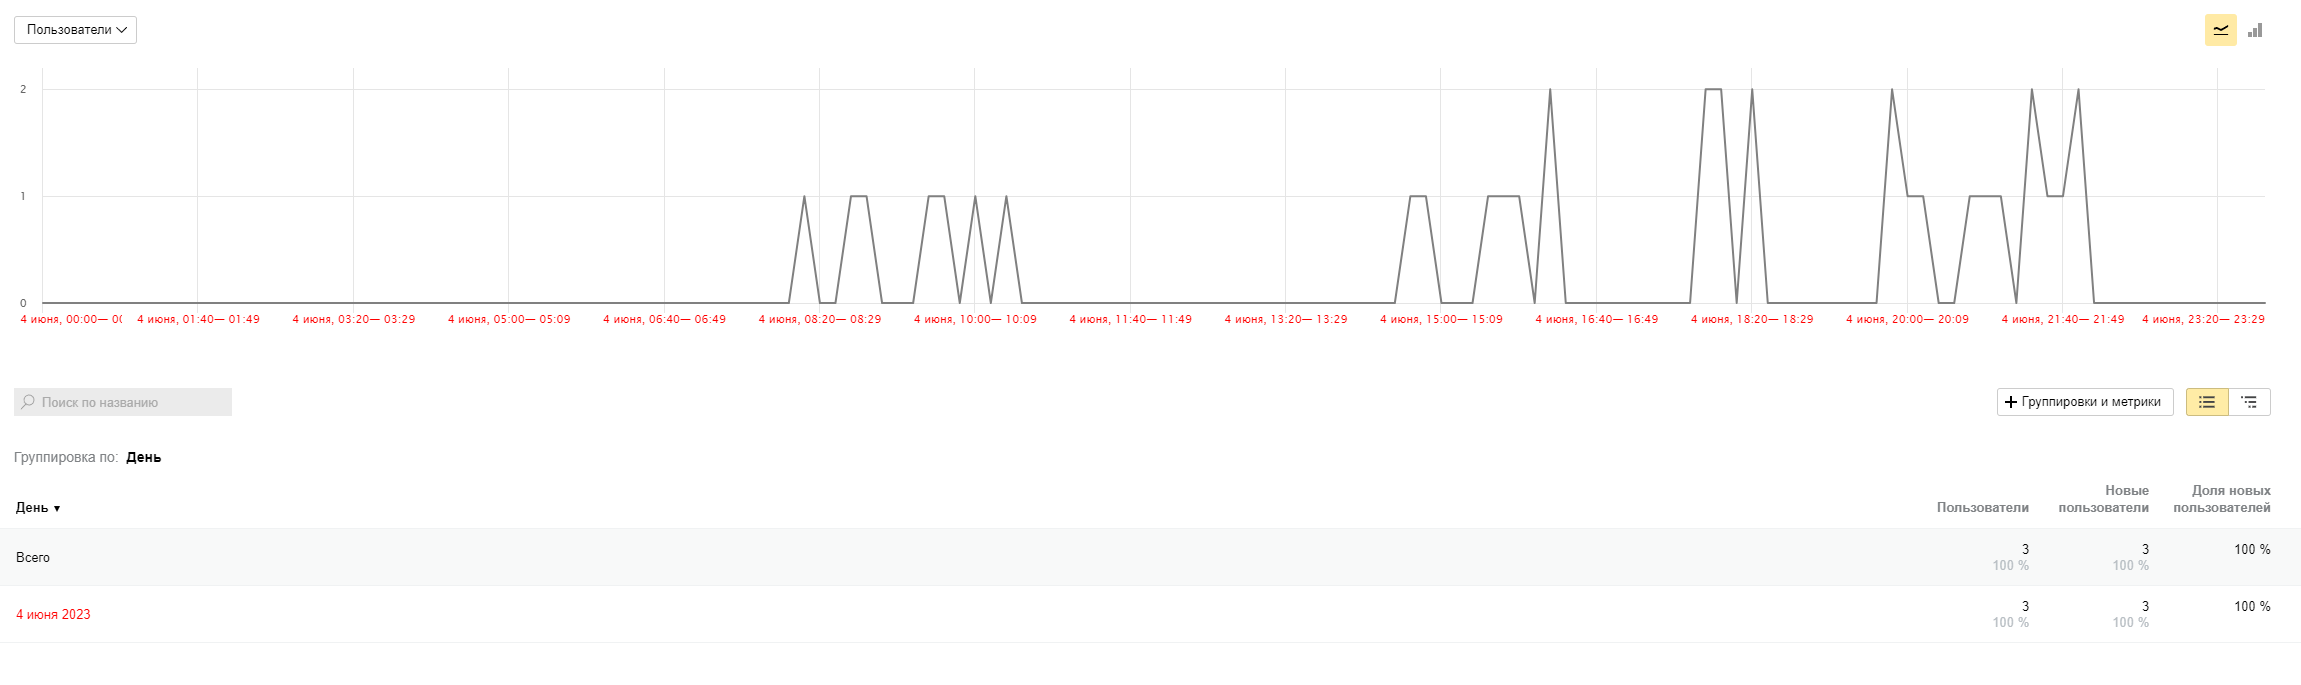 Пользователи
2
1
0
4 июня, 00:00— 0
4 июня, 01:40— 01:49
4 июня, 03:20— 03:29
4 июня, 05:00— 05:09
4 июня, 06:40— 06:49
4 июня, 08:20— 08:29
4 июня, 10:00— 10:09
4 июня, 11:40— 11:49
4 июня, 13:20— 13:29
4 июня, 15:00— 15:09
4 июня, 16:40— 16:49
4 июня, 18:20— 18:29
4 июня, 20:00— 20:09
4 июня, 21:40— 21:49
4 июня, 23:20— 23:29
Поиск по названию
Группировки и метрики
Группировка по: День
День
Пользователи
Новые
пользователи
Доля новых
пользователей
Всего
3
100 %
3
100 %
100 %
4 июня 2023
3
100 %
3
100 %
100 %